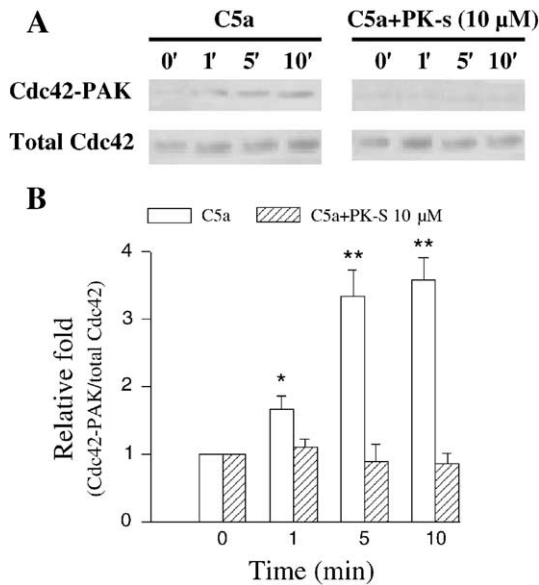 A
C5a
C5a+PK-s (10 µM)
0' 1' 5' 10' 0' 1' 5' 10'
Cdc42-PAK
Total Cdc42
B
C5a C5a+PK-S 10 µM
Relative fold
(Cdc42-PAK/total Cdc42)
4
3
2
1
0
*
**
**
0 1 5 10
Time (min)